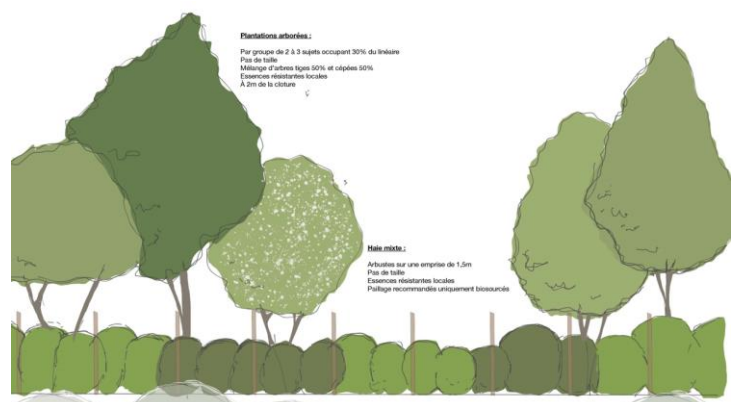 Plantations arborées :
Par groupe de 2 à 3 sujets occupant 30% du linéaire
Pas de taille
Mélange d'arbres tiges 50% et cépées 50%
Essences résistantes locales
À 2m de la cloture
Haie mixte :
Arbustes sur une emprise de 1,5m
Pas de taille
Essences résistantes locales
Paillage recommandés uniquement biosourcés